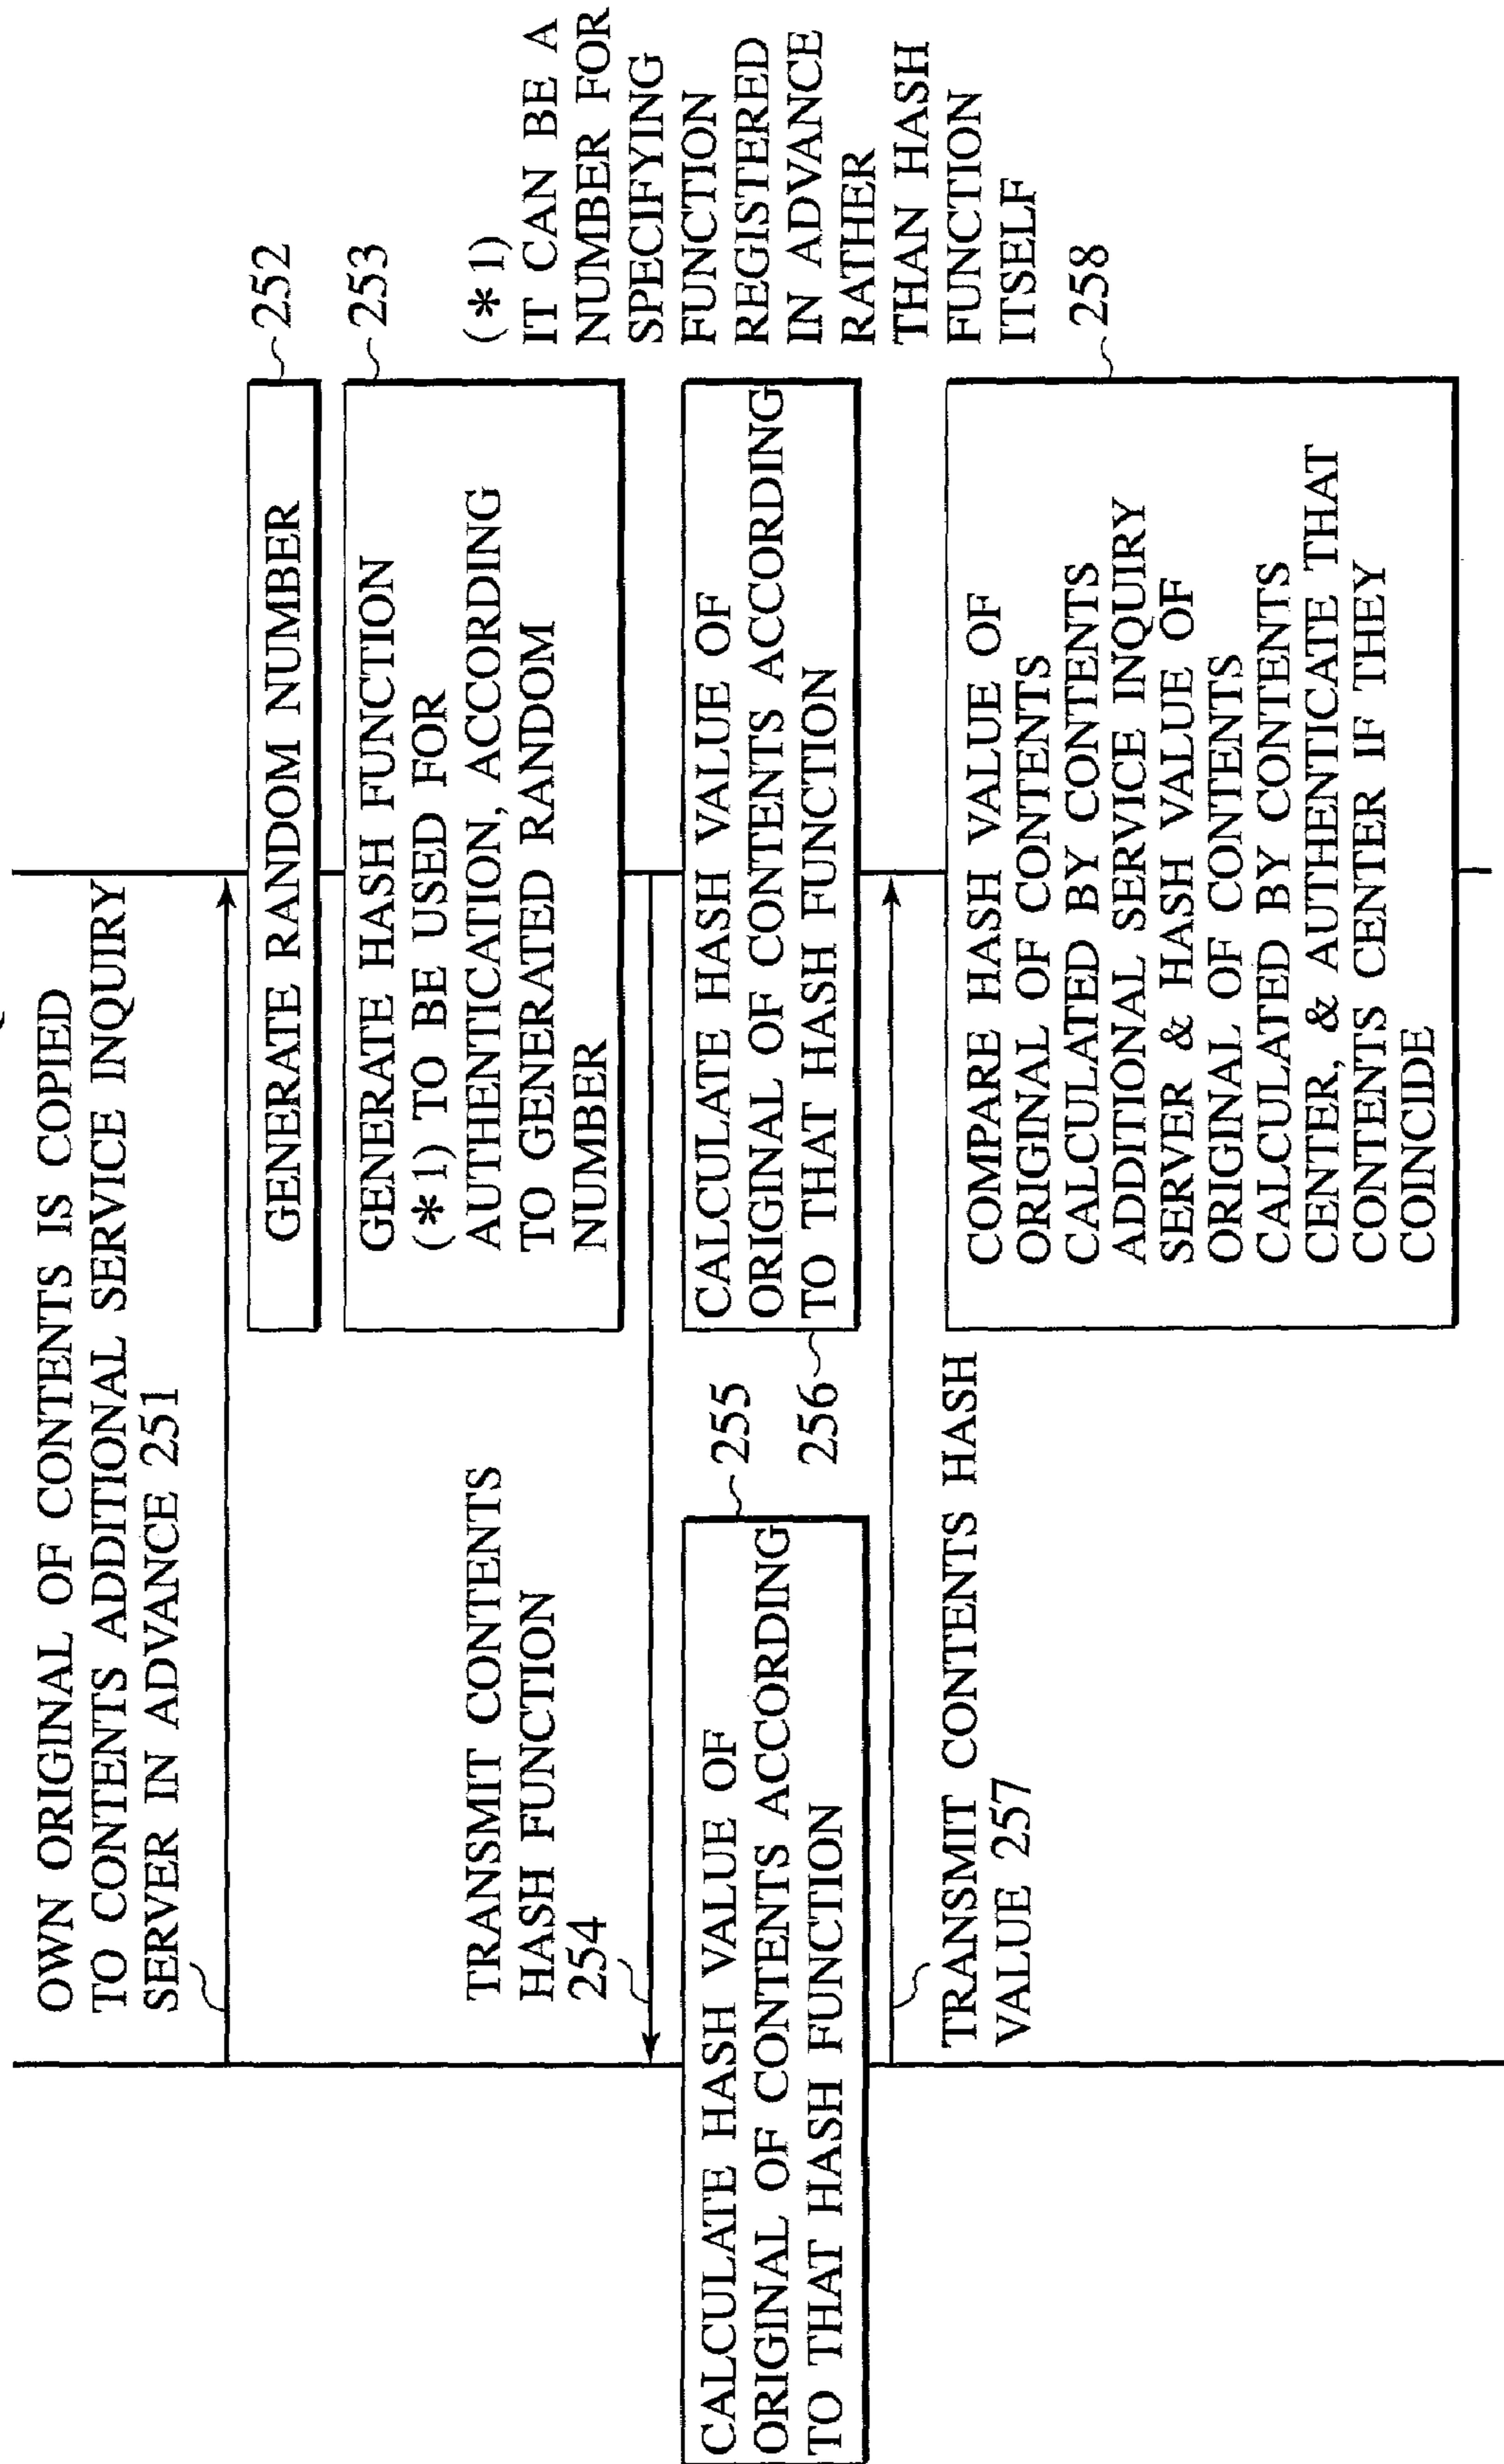 OWN ORIGINAL OF CONTENTS IS COPIED
TO CONTENTS ADDITIONAL SERVICE INQUIRY
SERVER IN ADVANCE 251
GENERATE RANDOM NUMBER
252
GENERATE HASH FUNCTION
(*1) TO BE USED FOR
AUTHENTICATION, ACCORDING
TO GENERATED RANDOM
NUMBER
253
(*1)
IT CAN BE A
NUMBER FOR
SPECIFYING
FUNCTION
REGISTERED
IN ADVANCE
RATHER
THAN HASH
FUNCTION
ITSELF
TRANSMIT CONTENTS
HASH FUNCTION
254
CALCULATE HASH VALUE OF
ORIGINAL OF CONTENTS ACCORDING
TO THAT HASH FUNCTION
255
CALCULATE HASH VALUE OF
ORIGINAL OF CONTENTS ACCORDING
TO THAT HASH FUNCTION
256
TRANSMIT CONTENTS HASH
VALUE 257
COMPARE HASH VALUE OF
ORIGINAL OF CONTENTS
CALCULATED BY CONTENTS
ADDITIONAL SERVICE INQUIRY
SERVER & HASH VALUE OF
ORIGINAL OF CONTENTS
CALCULATED BY CONTENTS
CENTER, & AUTHENTICATE THAT
CONTENTS CENTER IF THEY
COINCIDE
258